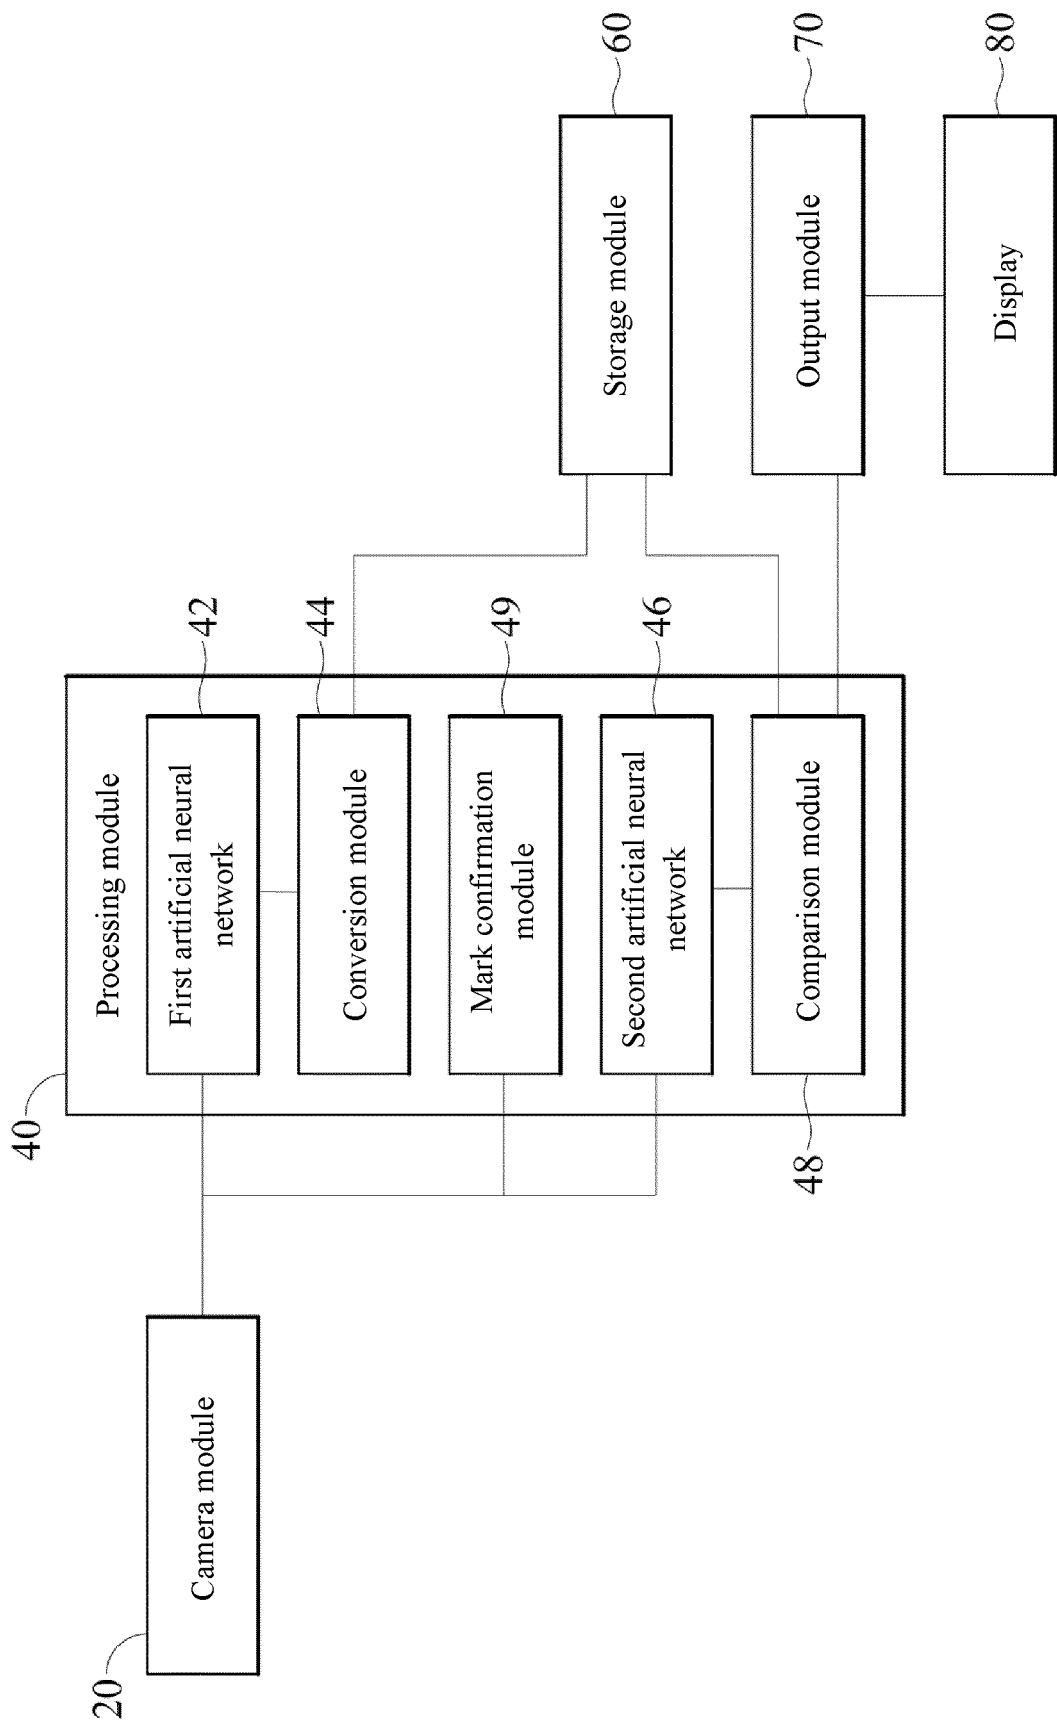 20
Camera module
40
Processing module
First artificial neural
network
42
Conversion module
44
Mark confirmation
module
49
Second artificial neural
network
46
Comparison module
48
Storage module
60
Output module
70
Display
80